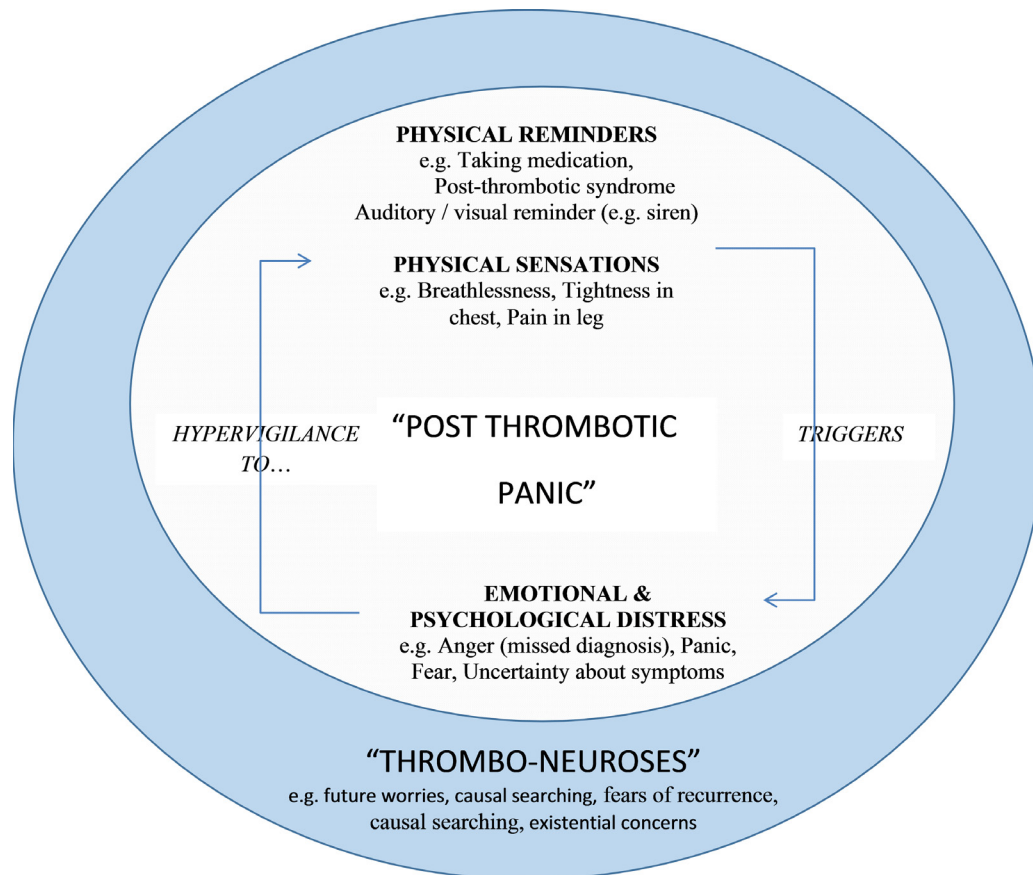 PHYSICAL REMINDERS
e.g. Taking medication,
Post-thrombotic syndrome
Auditory / visual reminder (e.g. siren)
PHYSICAL SENSATIONS
e.g. Breathlessness, Tightness in
chest, Pain in leg
HYPERVIGILANCE
TO…
“POST THROMBOTIC
PANIC”
TRIGGERS
EMOTIONAL &
PSYCHOLOGICAL DISTRESS
e.g. Anger (missed diagnosis), Panic,
Fear, Uncertainty about symptoms
“THROMBO-NEUROSES”
e.g. future worries, causal searching, fears of recurrence,
causal searching, existential concerns